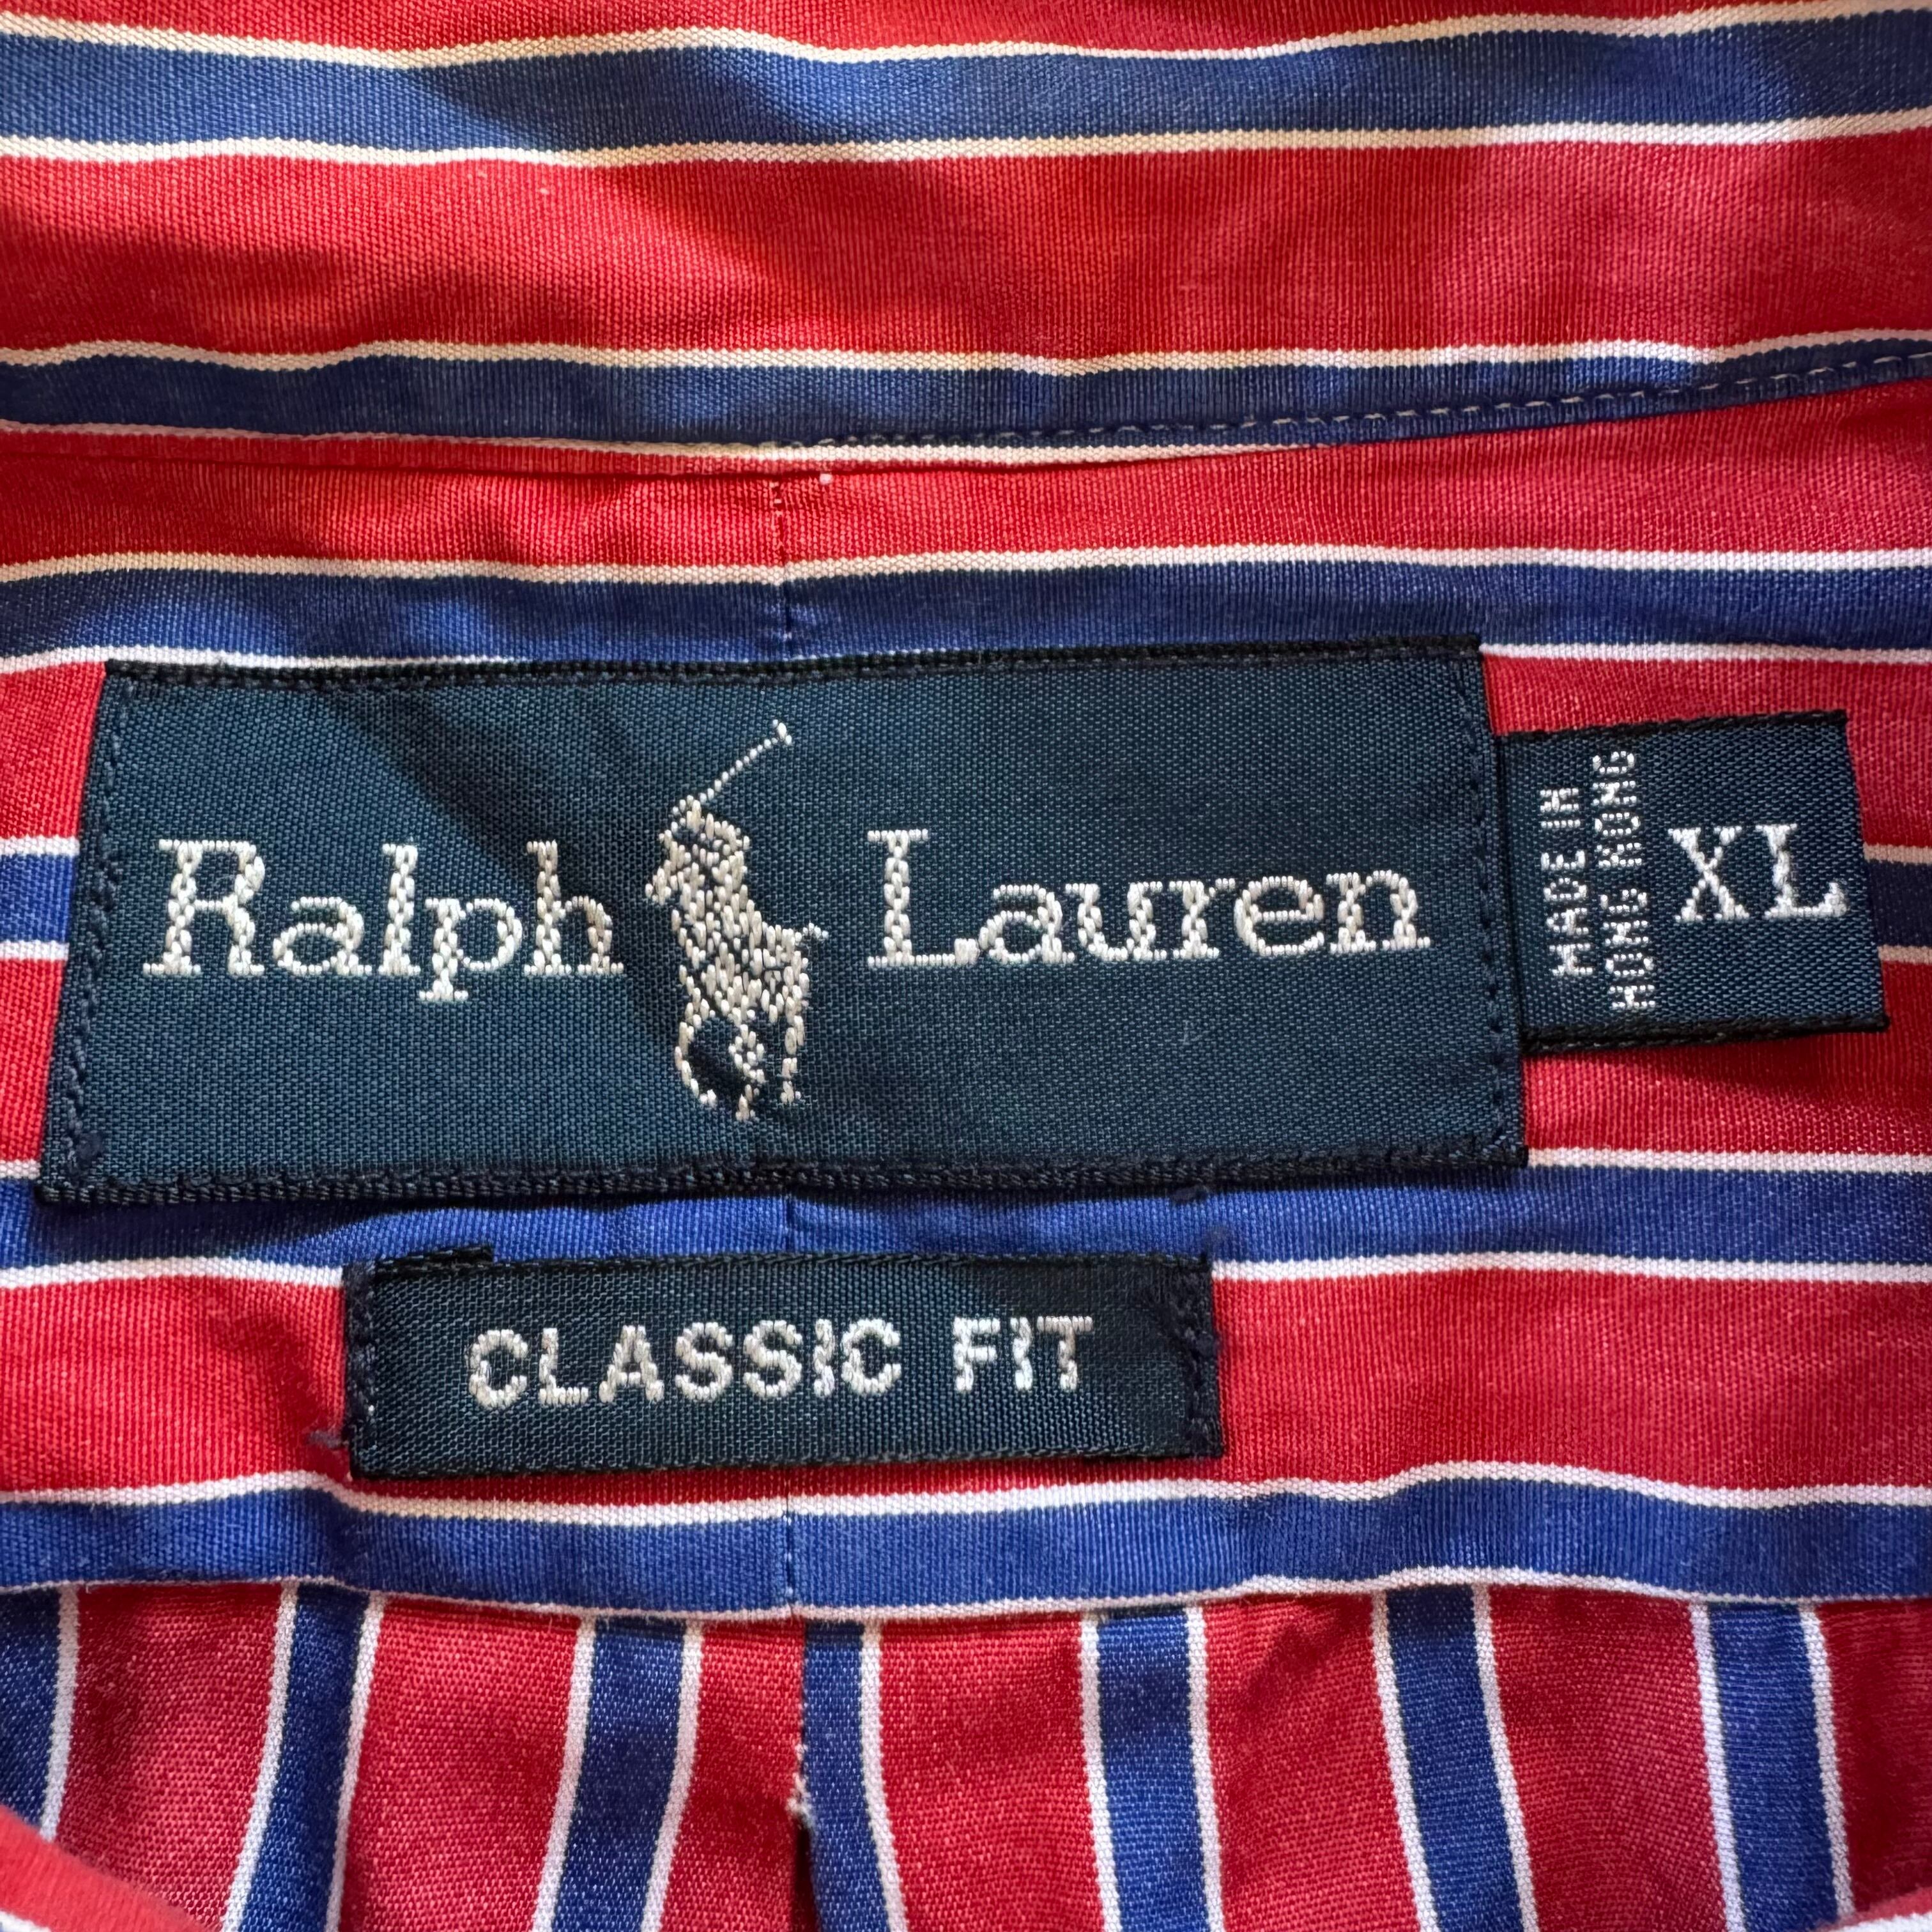 Ralph Lauren
MADE IN
HONG KONG
XL
CLASSIC FIT